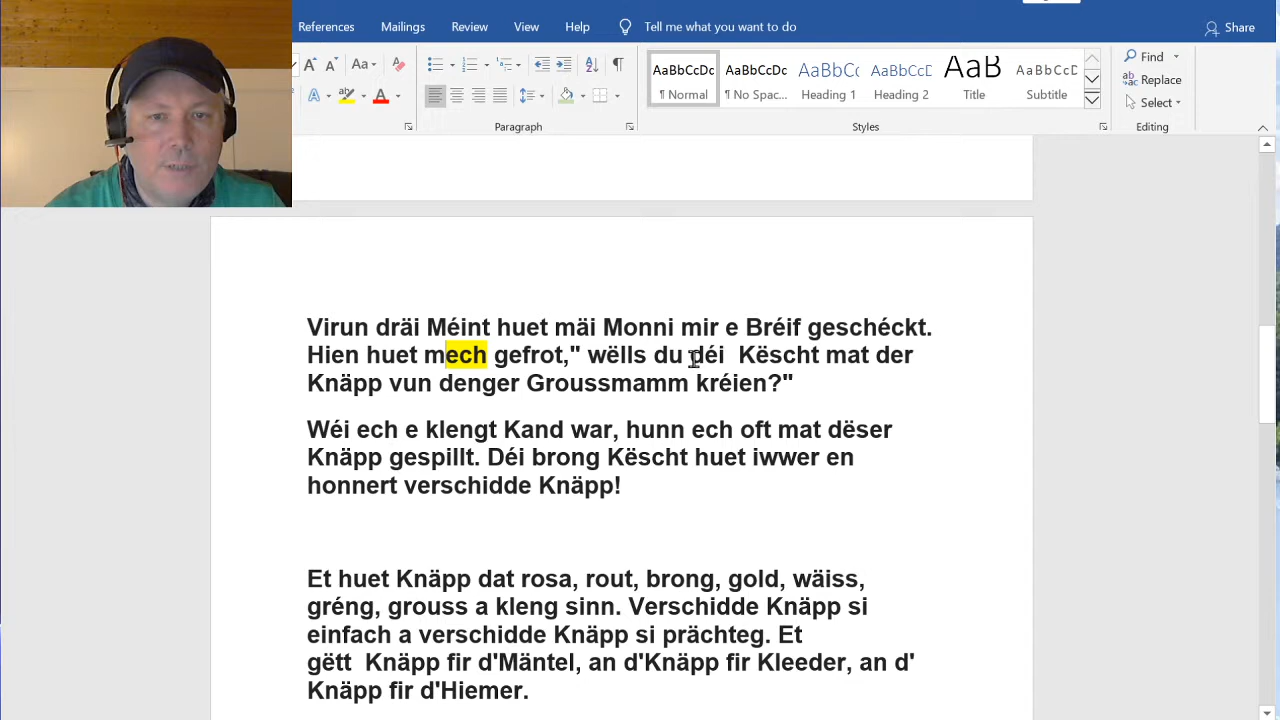 References Mailings Review View Help Tell me what you want to do Share
Aa Find
AaBbCcDc AaBbCcDc AaBbCc AaBbCcC AaB AaBbCcD Replace
¶ Normal ¶ No Spac... Heading 1 Heading 2 Title Subtitle Select
Paragraph Styles Editing
Virun dräi Méint huet mäi Monni mir e Bréif geschéckt.
Hien huet mech gefrot," wëlls du déi Këscht mat der
Knäpp vun denger Groussmamm kréien?"
Wéi ech e klengt Kand war, hunn ech oft mat dëser
Knäpp gespillt. Déi brong Këscht huet iwwer en
honnert verschidde Knäpp!
Et huet Knäpp dat rosa, rout, brong, gold, wäiss,
gréng, grouss a kleng sinn. Verschidde Knäpp si
einfach a verschidde Knäpp si prächteg. Et
gëtt Knäpp fir d'Mäntel, an d'Knäpp fir Kleeder, an d'
Knäpp fir d'Hiemer.